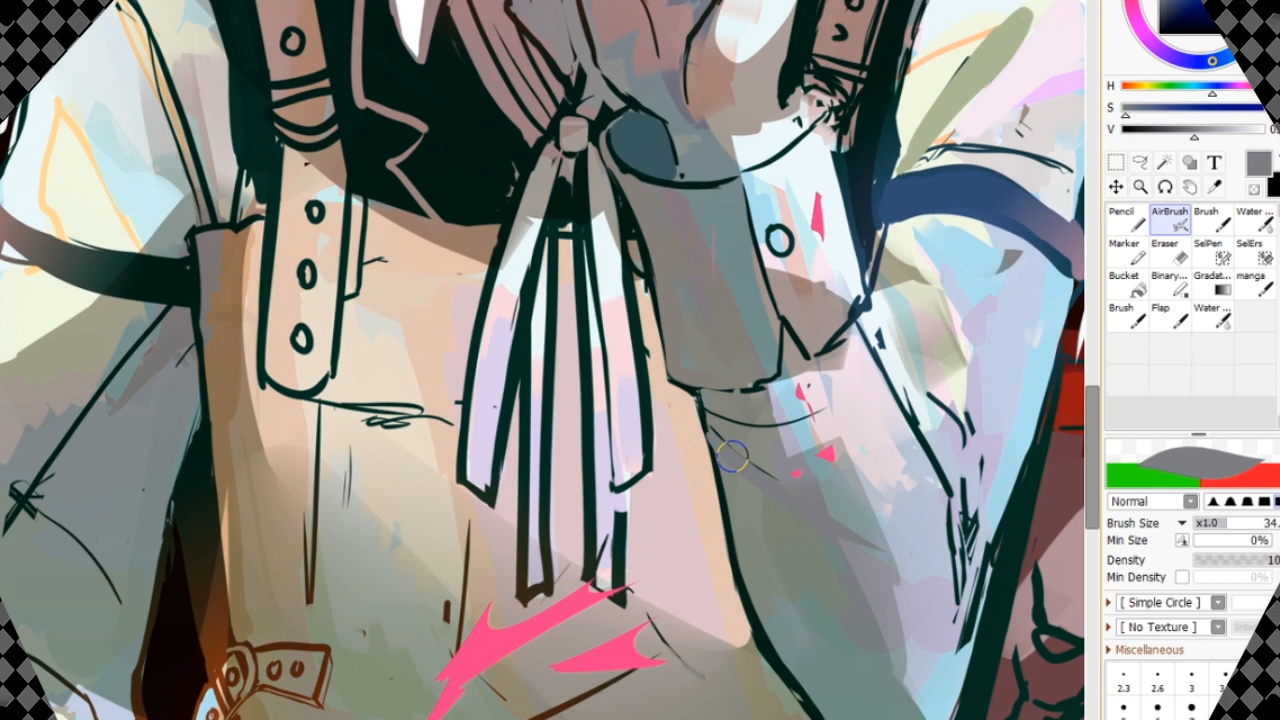 H
S
V
0
T
Pencil AirBrush Brush Water ...
Marker Eraser SelPen SelErs
Bucket Binary... Gradat... manga
Brush Flap Water ...
Normal
Brush Size x1.0 34.
Min Size 0%
Density 10
Min Density 0%
[ Simple Circle ]
[ No Texture ]
Miscellaneous
2.3 2.6 3 3